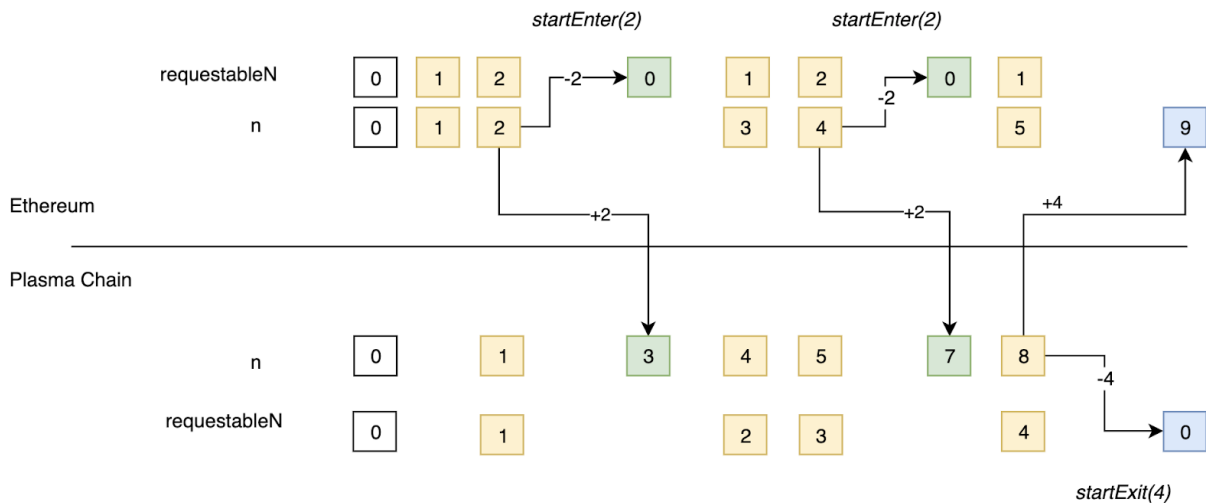 startEnter(2) startEnter(2)
requestableN 0 1 2 -2 0 1 2 0 1
-2
n 0 1 2 3 4 5 9
Ethereum +2 +2 +4
Plasma Chain
n 0 1 3 4 5 7 8
-4
requestableN 0 1 2 3 4 0
startExit(4)